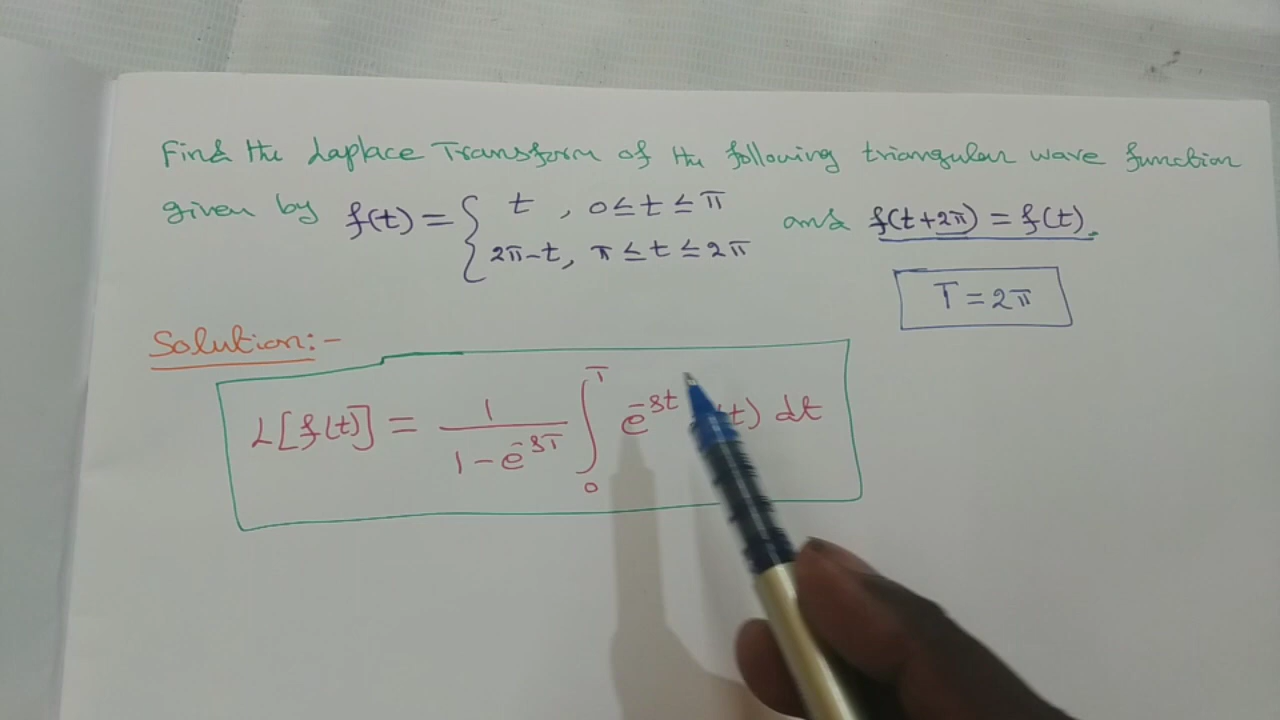 Find the Laplace Transform of the following triangular wave function
given by f(t) = { t , 0 ≤ t ≤ π
2π-t, π ≤ t ≤ 2π
and f(t+2π) = f(t).
T = 2π
Solution:-
L[f(t)] = 1 / (1 - e^-sT) ∫_0^T e^-st (t) dt